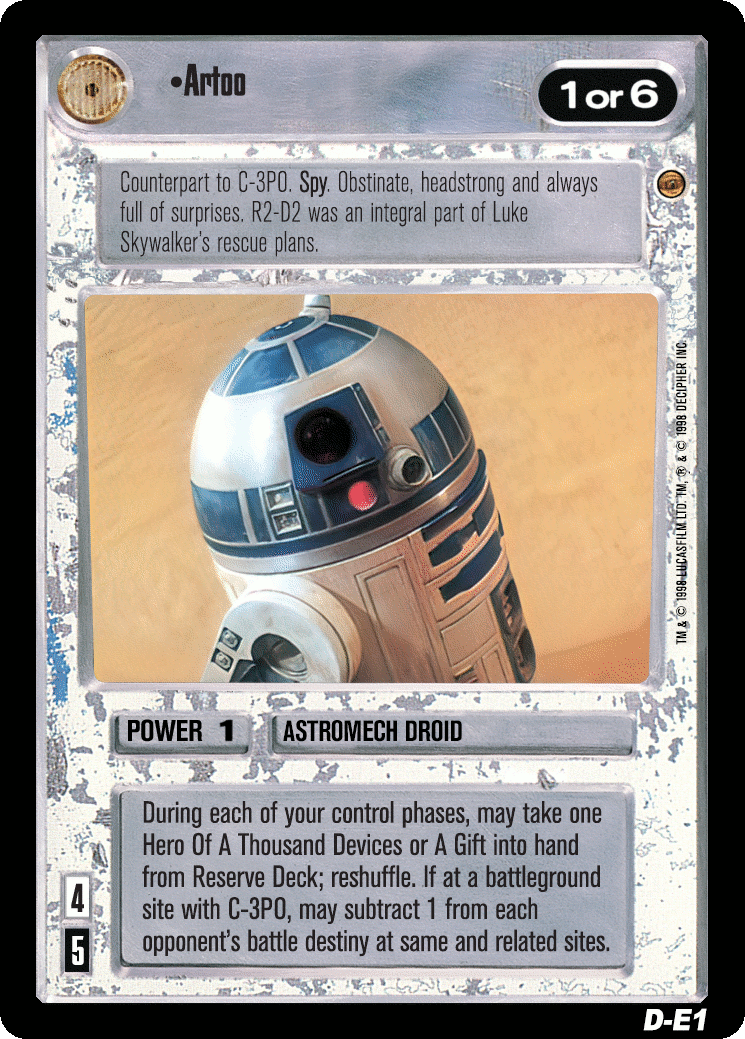 •Artoo
1 or 6
Counterpart to C-3PO. Spy. Obstinate, headstrong and always
full of surprises. R2-D2 was an integral part of Luke
Skywalker's rescue plans.
TM & © 1998 LUCASFILM LTD. TM, ® & © 1998 DECIPHER INC.
POWER 1
ASTROMECH DROID
During each of your control phases, may take one
Hero Of A Thousand Devices or A Gift into hand
from Reserve Deck; reshuffle. If at a battleground
site with C-3PO, may subtract 1 from each
opponent's battle destiny at same and related sites.
4
5
D-E1